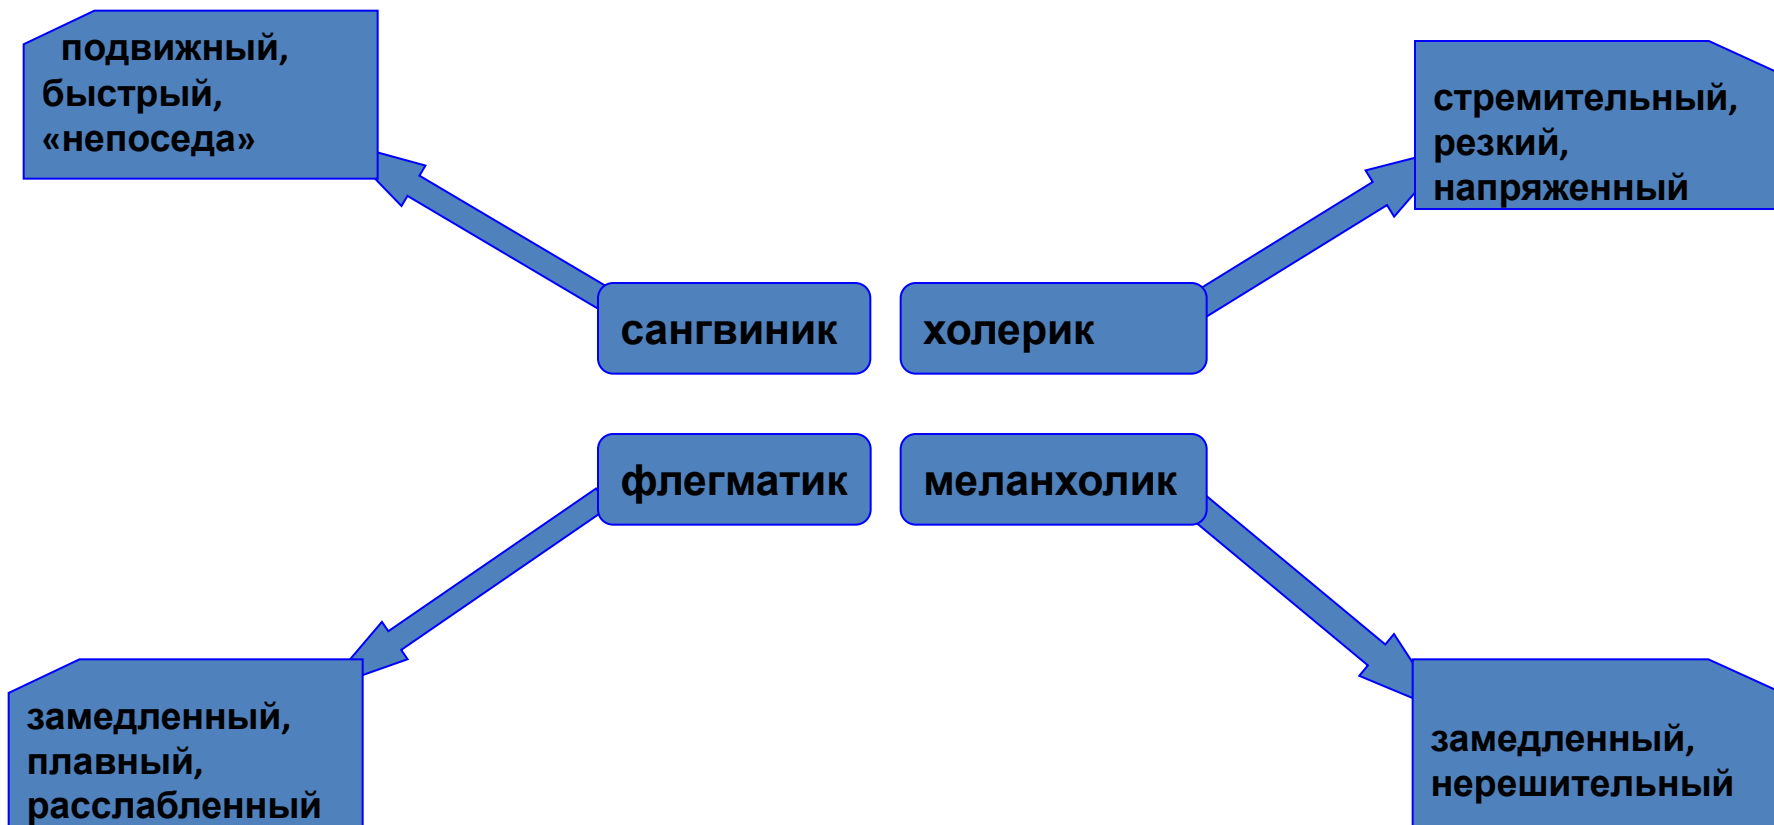 подвижный,
быстрый,
«непоседа»
стремительный,
резкий,
напряженный
сангвиник
холерик
флегматик
меланхолик
замедленный,
плавный,
расслабленный
замедленный,
нерешительный